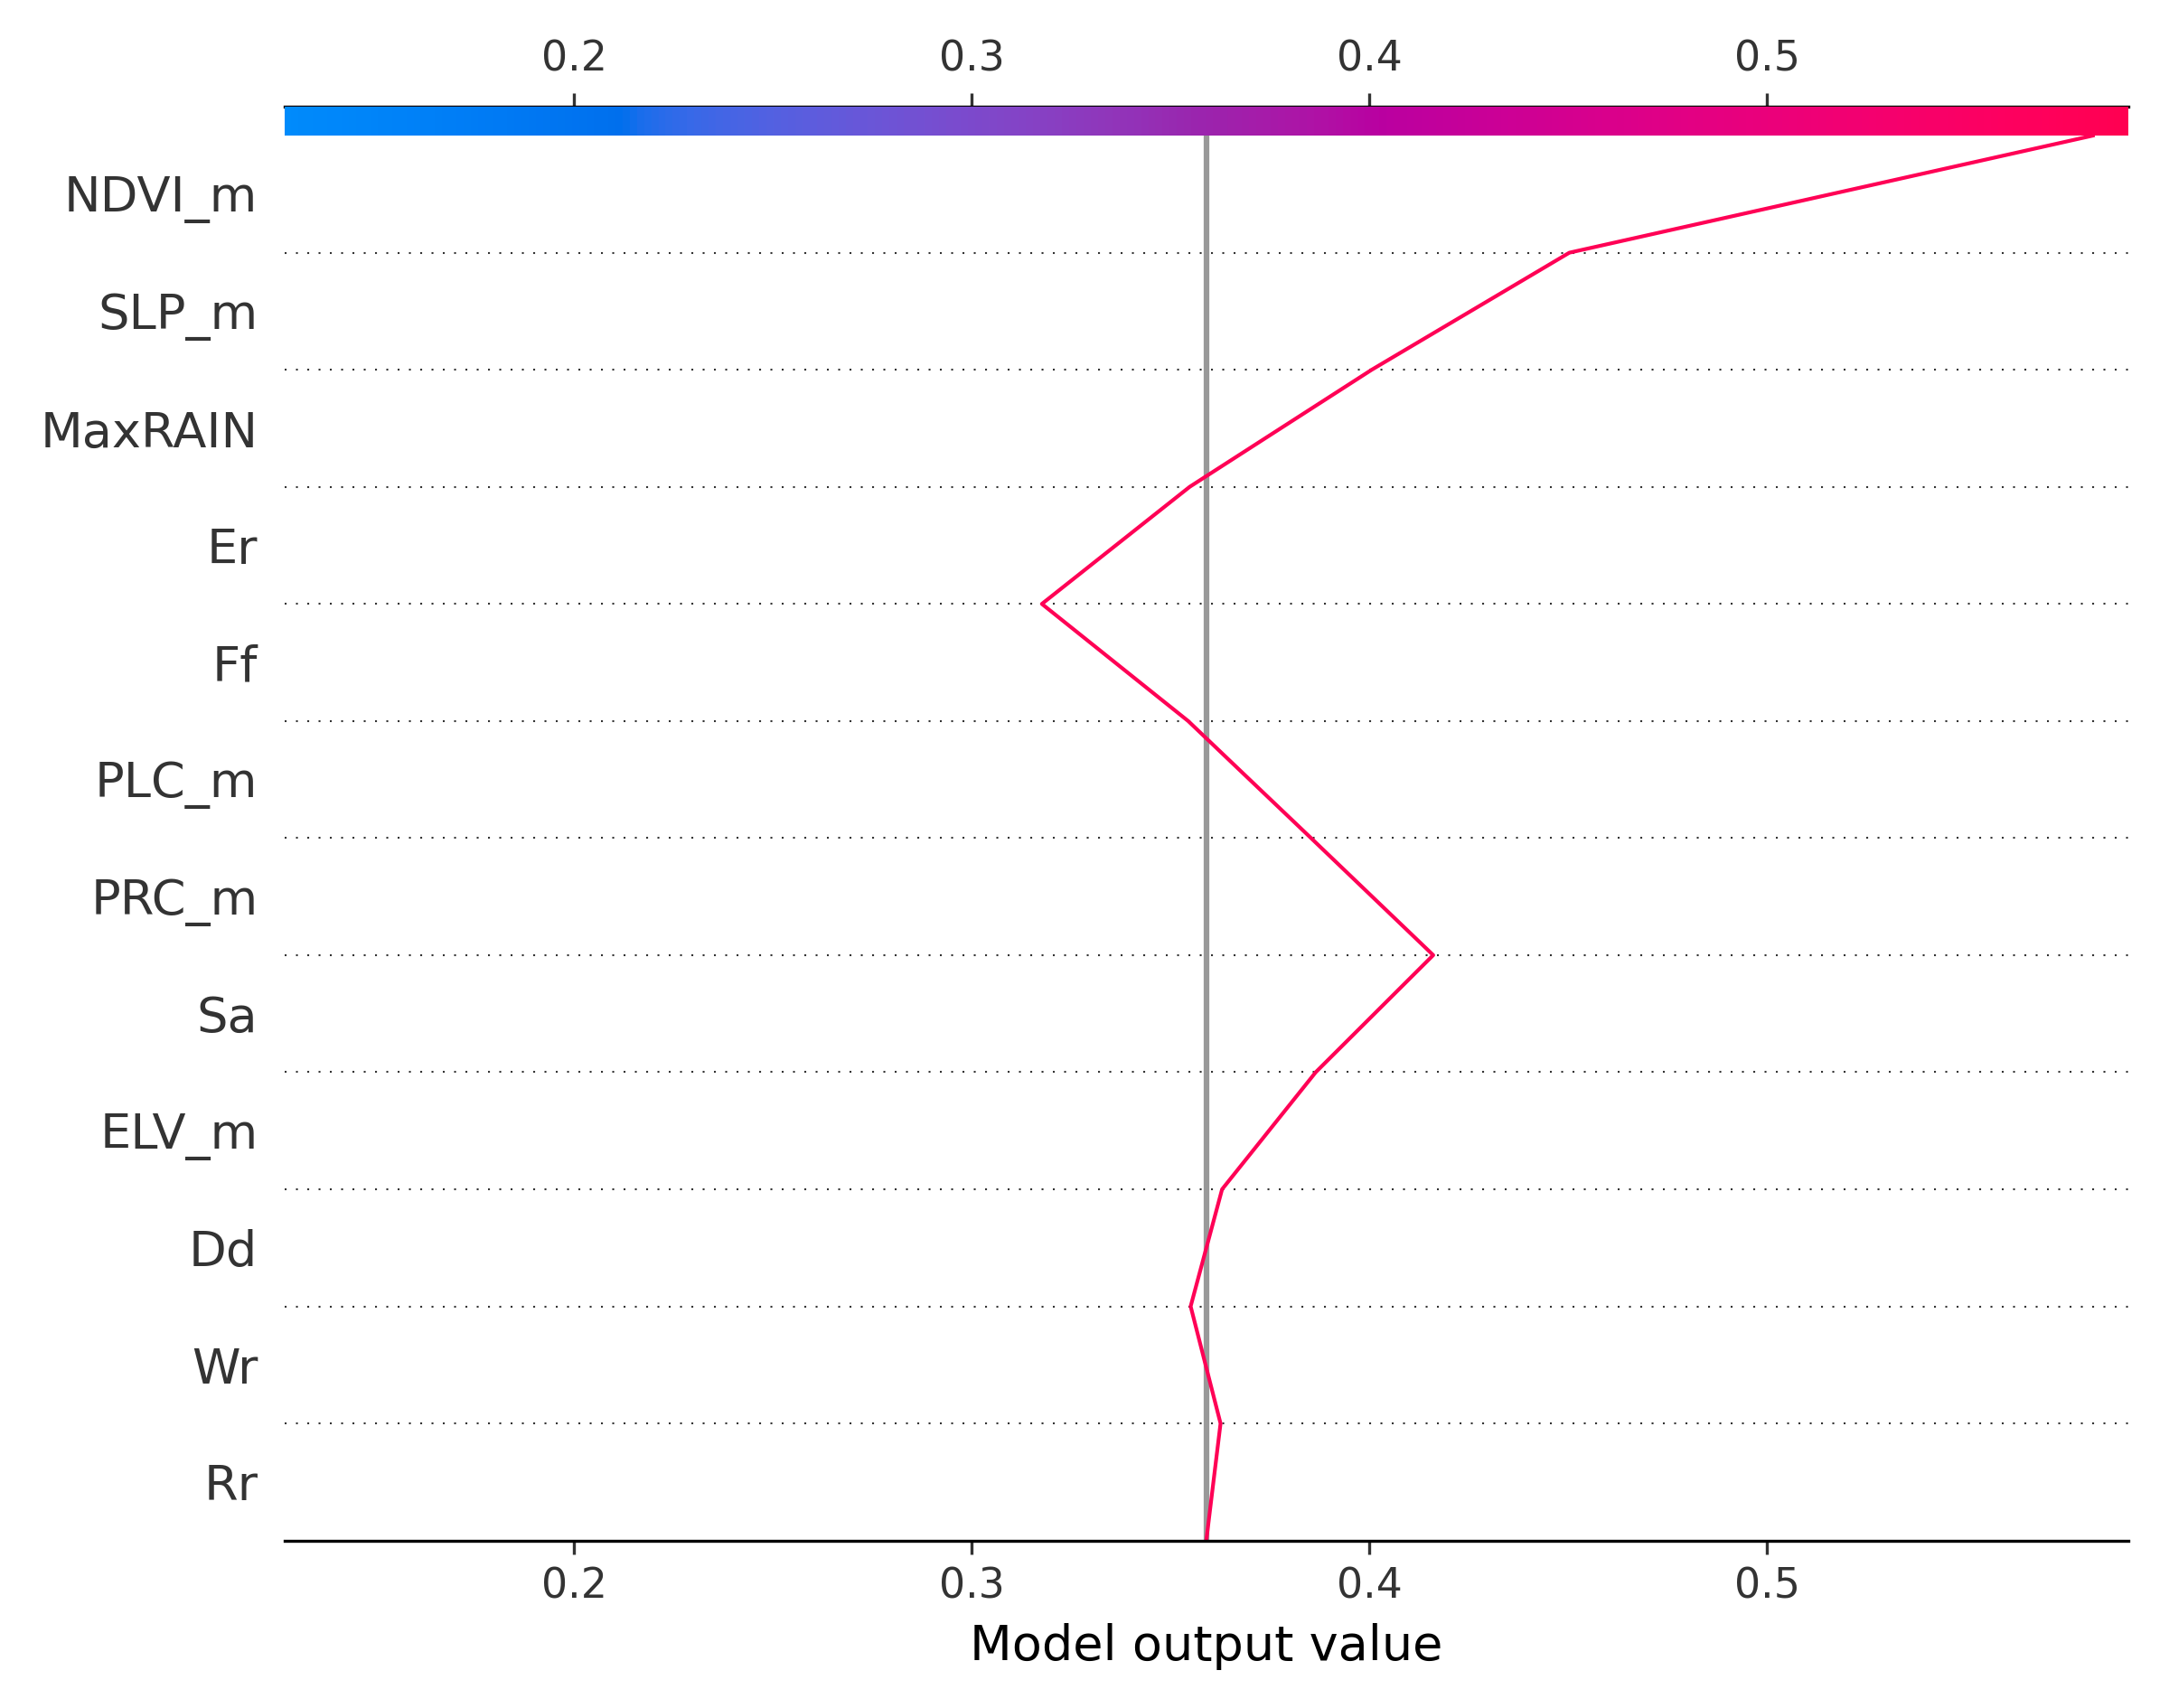 0.2 0.3 0.4 0.5
NDVI_m
SLP_m
MaxRAIN
Er
Ff
PLC_m
PRC_m
Sa
ELV_m
Dd
Wr
Rr
0.2 0.3 0.4 0.5
Model output value